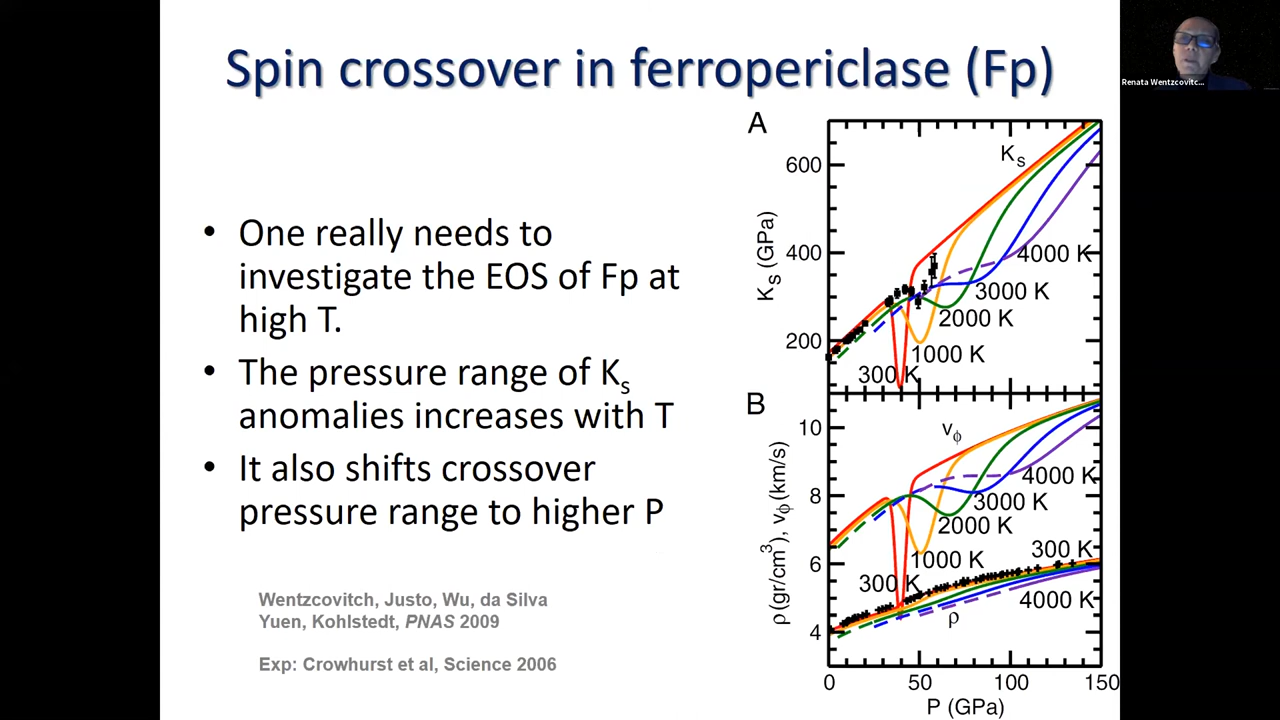 Spin crossover in ferropericlase (Fp)
Renata Wentzcovitc...
• One really needs to
investigate the EOS of Fp at
high T.
• The pressure range of Ks
anomalies increases with T
• It also shifts crossover
pressure range to higher P
Wentzcovitch, Justo, Wu, da Silva
Yuen, Kohlstedt, PNAS 2009
Exp: Crowhurst et al, Science 2006
A
Ks
600
400
200
Ks (GPa)
4000 K
3000 K
2000 K
1000 K
300 K
B
vϕ
10
8
6
4
ρ(gr/cm³), vϕ(km/s)
4000 K
3000 K
2000 K
300 K
1000 K
300 K
4000 K
ρ
0
50
100
150
P (GPa)